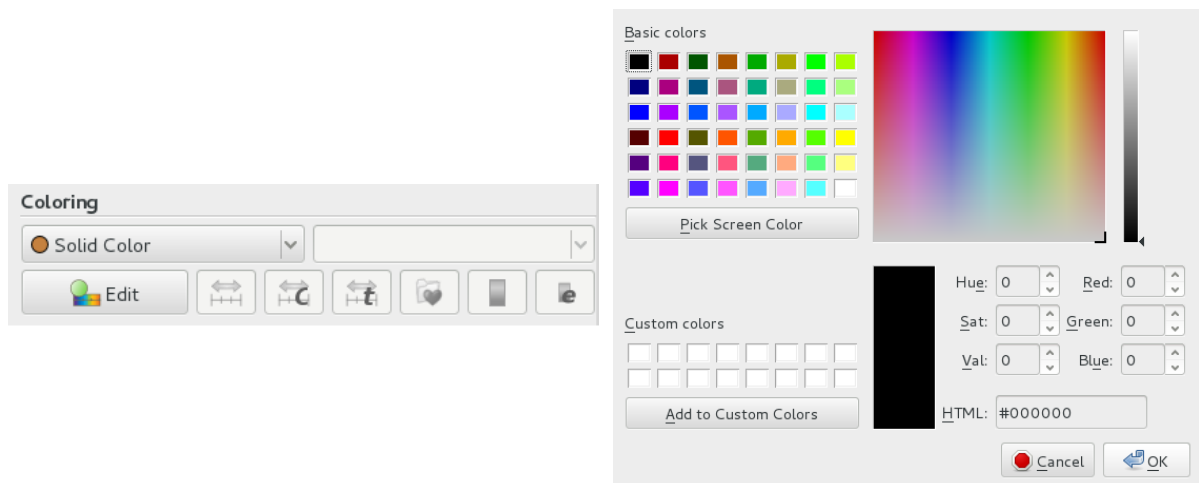 Coloring
Solid Color
Edit
C
t
e
Basic colors
Pick Screen Color
Custom colors
Add to Custom Colors
Hue: 0 Red: 0
Sat: 0 Green: 0
Val: 0 Blue: 0
HTML: #000000
Cancel OK